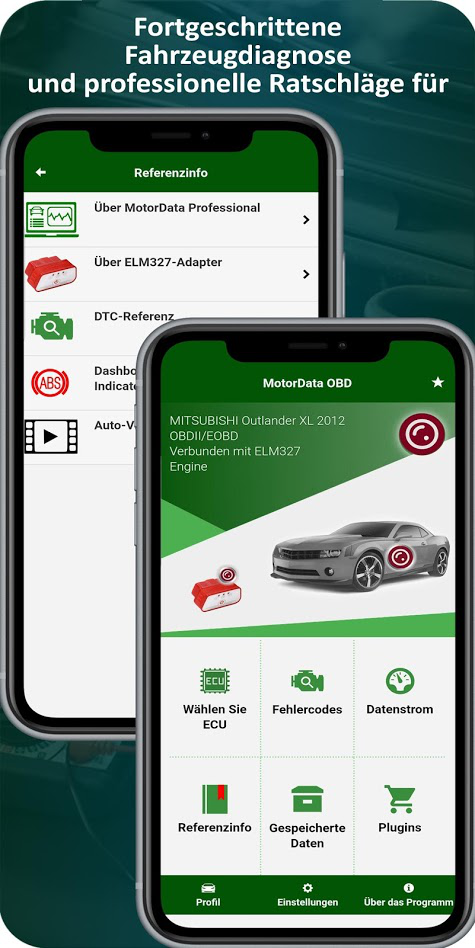 Fortgeschrittene
Fahrzeugdiagnose
und professionelle Ratschläge für
Referenzinfo
Über MotorData Professional
Über ELM327-Adapter
DTC-Referenz
ABS
Dashbo
Indicate
Auto-V
MotorData OBD
MITSUBISHI Outlander XL 2012
OBDII/EOBD
Verbunden mit ELM327
Engine
ECU
Wählen Sie
ECU
Fehlercodes
Datenstrom
Referenzinfo
Gespeicherte
Daten
Plugins
Profil
Einstellungen
Über das Programm